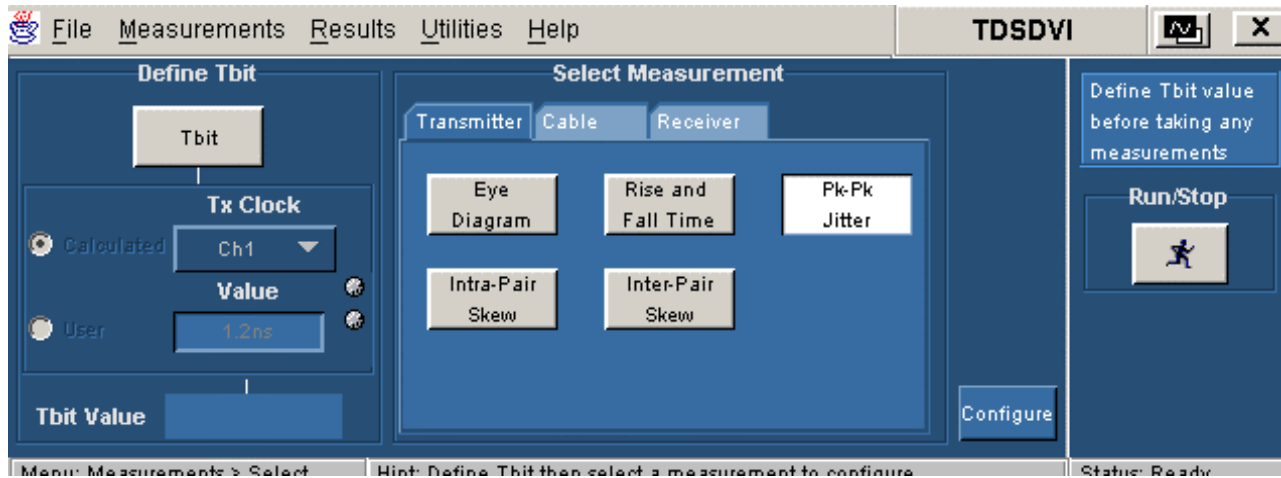 File Measurements Results Utilities Help TDSDVI X
Define Tbit
Tbit
Tx Clock
Calculated
Ch1
Value
User
1.2ns
Tbit Value
Select Measurement
Transmitter Cable Receiver
Eye
Diagram
Rise and
Fall Time
Pk-Pk
Jitter
Intra-Pair
Skew
Inter-Pair
Skew
Configure
Define Tbit value
before taking any
measurements
Run/Stop
Menu: Measurements > Select
Hint: Define Tbit then select a measurement to configure
Status: Ready